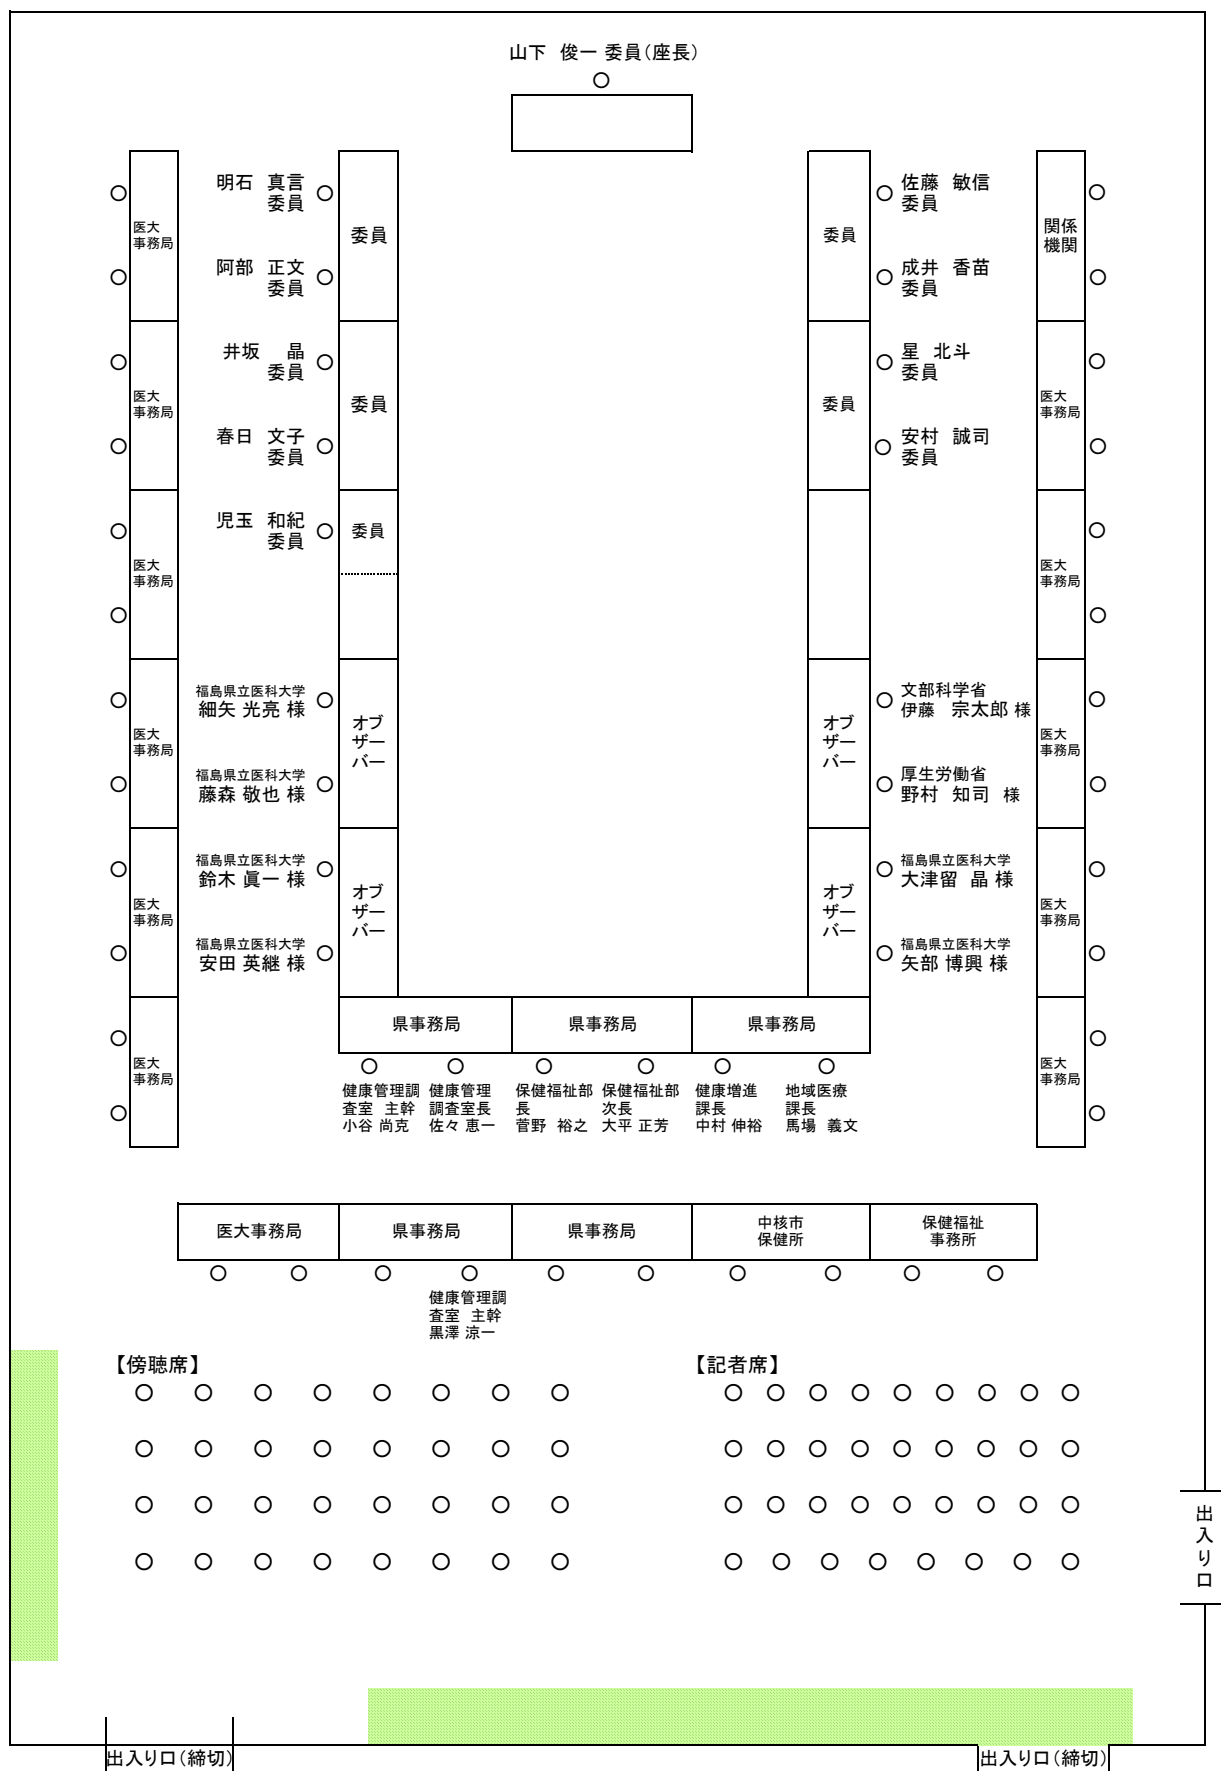 山下 俊一 委員(座長)
明石 真言
委員
阿部 正文
委員
井坂 晶
委員
春日 文子
委員
児玉 和紀
委員
福島県立医科大学
細矢 光亮 様
福島県立医科大学
藤森 敬也 様
福島県立医科大学
鈴木 眞一 様
福島県立医科大学
安田 英継 様
医大
事務局
医大
事務局
医大
事務局
医大
事務局
医大
事務局
医大
事務局
委員
委員
委員
オブ
ザー
バー
オブ
ザー
バー
委員
委員
オブ
ザー
バー
オブ
ザー
バー
佐藤 敏信
委員
成井 香苗
委員
星 北斗
委員
安村 誠司
委員
文部科学省
伊藤 宗太郎 様
厚生労働省
野村 知司 様
福島県立医科大学
大津留 晶 様
福島県立医科大学
矢部 博興 様
関係
機関
医大
事務局
医大
事務局
医大
事務局
医大
事務局
医大
事務局
県事務局
県事務局
県事務局
健康管理調
査室 主幹
小谷 尚克
健康管理
調査室長
佐々 恵一
保健福祉部
長
菅野 裕之
保健福祉部
次長
大平 正芳
健康増進
課長
中村 伸裕
地域医療
課長
馬場 義文
医大事務局
県事務局
県事務局
中核市
保健所
保健福祉
事務所
健康管理調
査室 主幹
黒澤 涼一
【傍聴席】
【記者席】
出入り口
出入り口(締切)
出入り口(締切)